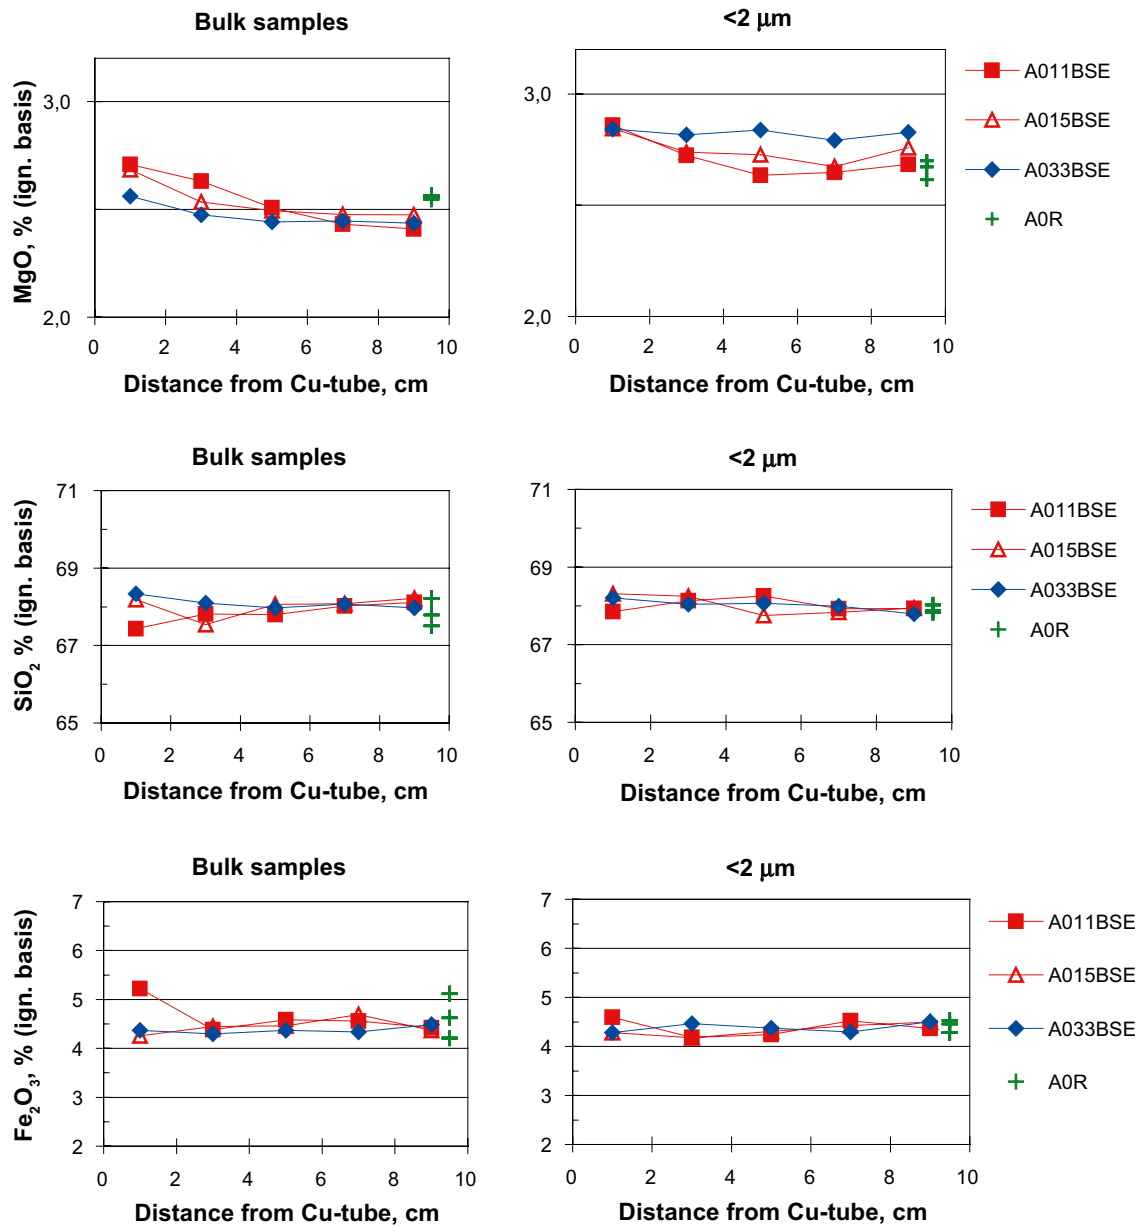 Bulk samples
<2 μm
MgO, % (ign. basis)
3,0
2,0
0 2 4 6 8 10
Distance from Cu-tube, cm
3,0
2,0
0 2 4 6 8 10
Distance from Cu-tube, cm
A011BSE
A015BSE
A033BSE
A0R
Bulk samples
<2 μm
SiO₂ % (ign. basis)
71
69
67
65
0 2 4 6 8 10
Distance from Cu-tube, cm
71
69
67
65
0 2 4 6 8 10
Distance from Cu-tube, cm
A011BSE
A015BSE
A033BSE
A0R
Bulk samples
<2 μm
Fe₂O₃, % (ign. basis)
7
6
5
4
3
2
0 2 4 6 8 10
Distance from Cu-tube, cm
7
6
5
4
3
2
0 2 4 6 8 10
Distance from Cu-tube, cm
A011BSE
A015BSE
A033BSE
A0R